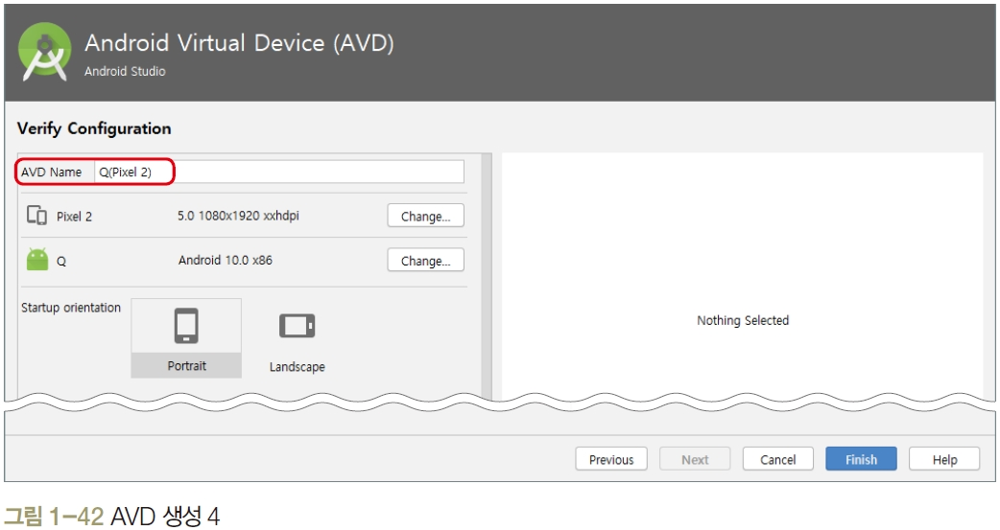 Android Virtual Device (AVD)
Android Studio
Verify Configuration
AVD Name Q(Pixel 2)
Pixel 2 5.0 1080x1920 xxhdpi Change...
Q Android 10.0 x86 Change...
Startup orientation
Portrait Landscape
Nothing Selected
Previous Next Cancel Finish Help
그림 1-42 AVD 생성 4